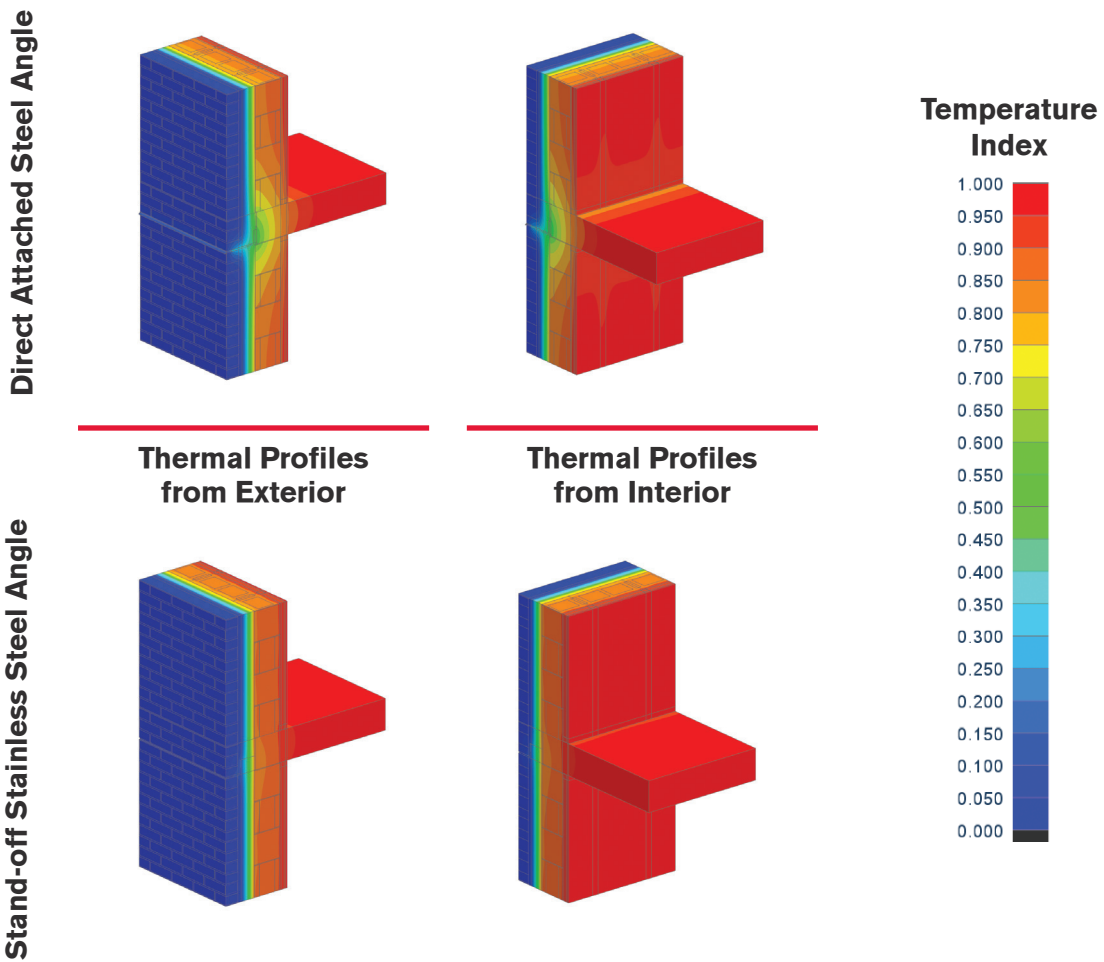 Direct Attached Steel Angle
Thermal Profiles
from Exterior
Thermal Profiles
from Interior
Stand-off Stainless Steel Angle
Temperature
Index
1.000
0.950
0.900
0.850
0.800
0.750
0.700
0.650
0.600
0.550
0.500
0.450
0.400
0.350
0.300
0.250
0.200
0.150
0.100
0.050
0.000